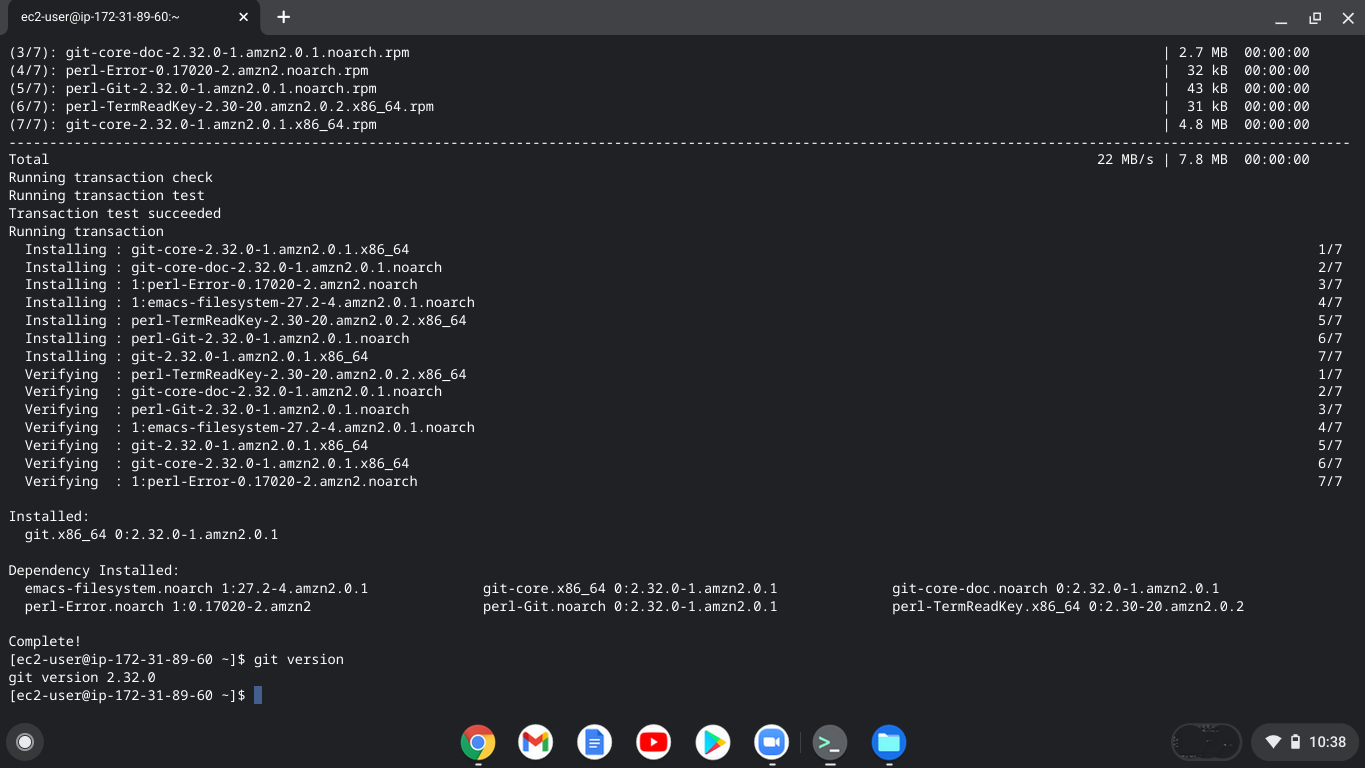 ec2-user@ip-172-31-89-60:~
(3/7): git-core-doc-2.32.0-1.amzn2.0.1.noarch.rpm | 2.7 MB 00:00:00
(4/7): perl-Error-0.17020-2.amzn2.noarch.rpm | 32 kB 00:00:00
(5/7): perl-Git-2.32.0-1.amzn2.0.1.noarch.rpm | 43 kB 00:00:00
(6/7): perl-TermReadKey-2.30-20.amzn2.0.2.x86_64.rpm | 31 kB 00:00:00
(7/7): git-core-2.32.0-1.amzn2.0.1.x86_64.rpm | 4.8 MB 00:00:00
--------------------------------------------------------------------------------
Total 22 MB/s | 7.8 MB 00:00:00
Running transaction check
Running transaction test
Transaction test succeeded
Running transaction
Installing : git-core-2.32.0-1.amzn2.0.1.x86_64 1/7
Installing : git-core-doc-2.32.0-1.amzn2.0.1.noarch 2/7
Installing : 1:perl-Error-0.17020-2.amzn2.noarch 3/7
Installing : 1:emacs-filesystem-27.2-4.amzn2.0.1.noarch 4/7
Installing : perl-TermReadKey-2.30-20.amzn2.0.2.x86_64 5/7
Installing : perl-Git-2.32.0-1.amzn2.0.1.noarch 6/7
Installing : git-2.32.0-1.amzn2.0.1.x86_64 7/7
Verifying : perl-TermReadKey-2.30-20.amzn2.0.2.x86_64 1/7
Verifying : git-core-doc-2.32.0-1.amzn2.0.1.noarch 2/7
Verifying : perl-Git-2.32.0-1.amzn2.0.1.noarch 3/7
Verifying : 1:emacs-filesystem-27.2-4.amzn2.0.1.noarch 4/7
Verifying : git-2.32.0-1.amzn2.0.1.x86_64 5/7
Verifying : git-core-2.32.0-1.amzn2.0.1.x86_64 6/7
Verifying : 1:perl-Error-0.17020-2.amzn2.noarch 7/7
Installed:
git.x86_64 0:2.32.0-1.amzn2.0.1
Dependency Installed:
emacs-filesystem.noarch 1:27.2-4.amzn2.0.1 git-core.x86_64 0:2.32.0-1.amzn2.0.1 git-core-doc.noarch 0:2.32.0-1.amzn2.0.1
perl-Error.noarch 1:0.17020-2.amzn2 perl-Git.noarch 0:2.32.0-1.amzn2.0.1 perl-TermReadKey.x86_64 0:2.30-20.amzn2.0.2
Complete!
[ec2-user@ip-172-31-89-60 ~]$ git version
git version 2.32.0
[ec2-user@ip-172-31-89-60 ~]$
10:38